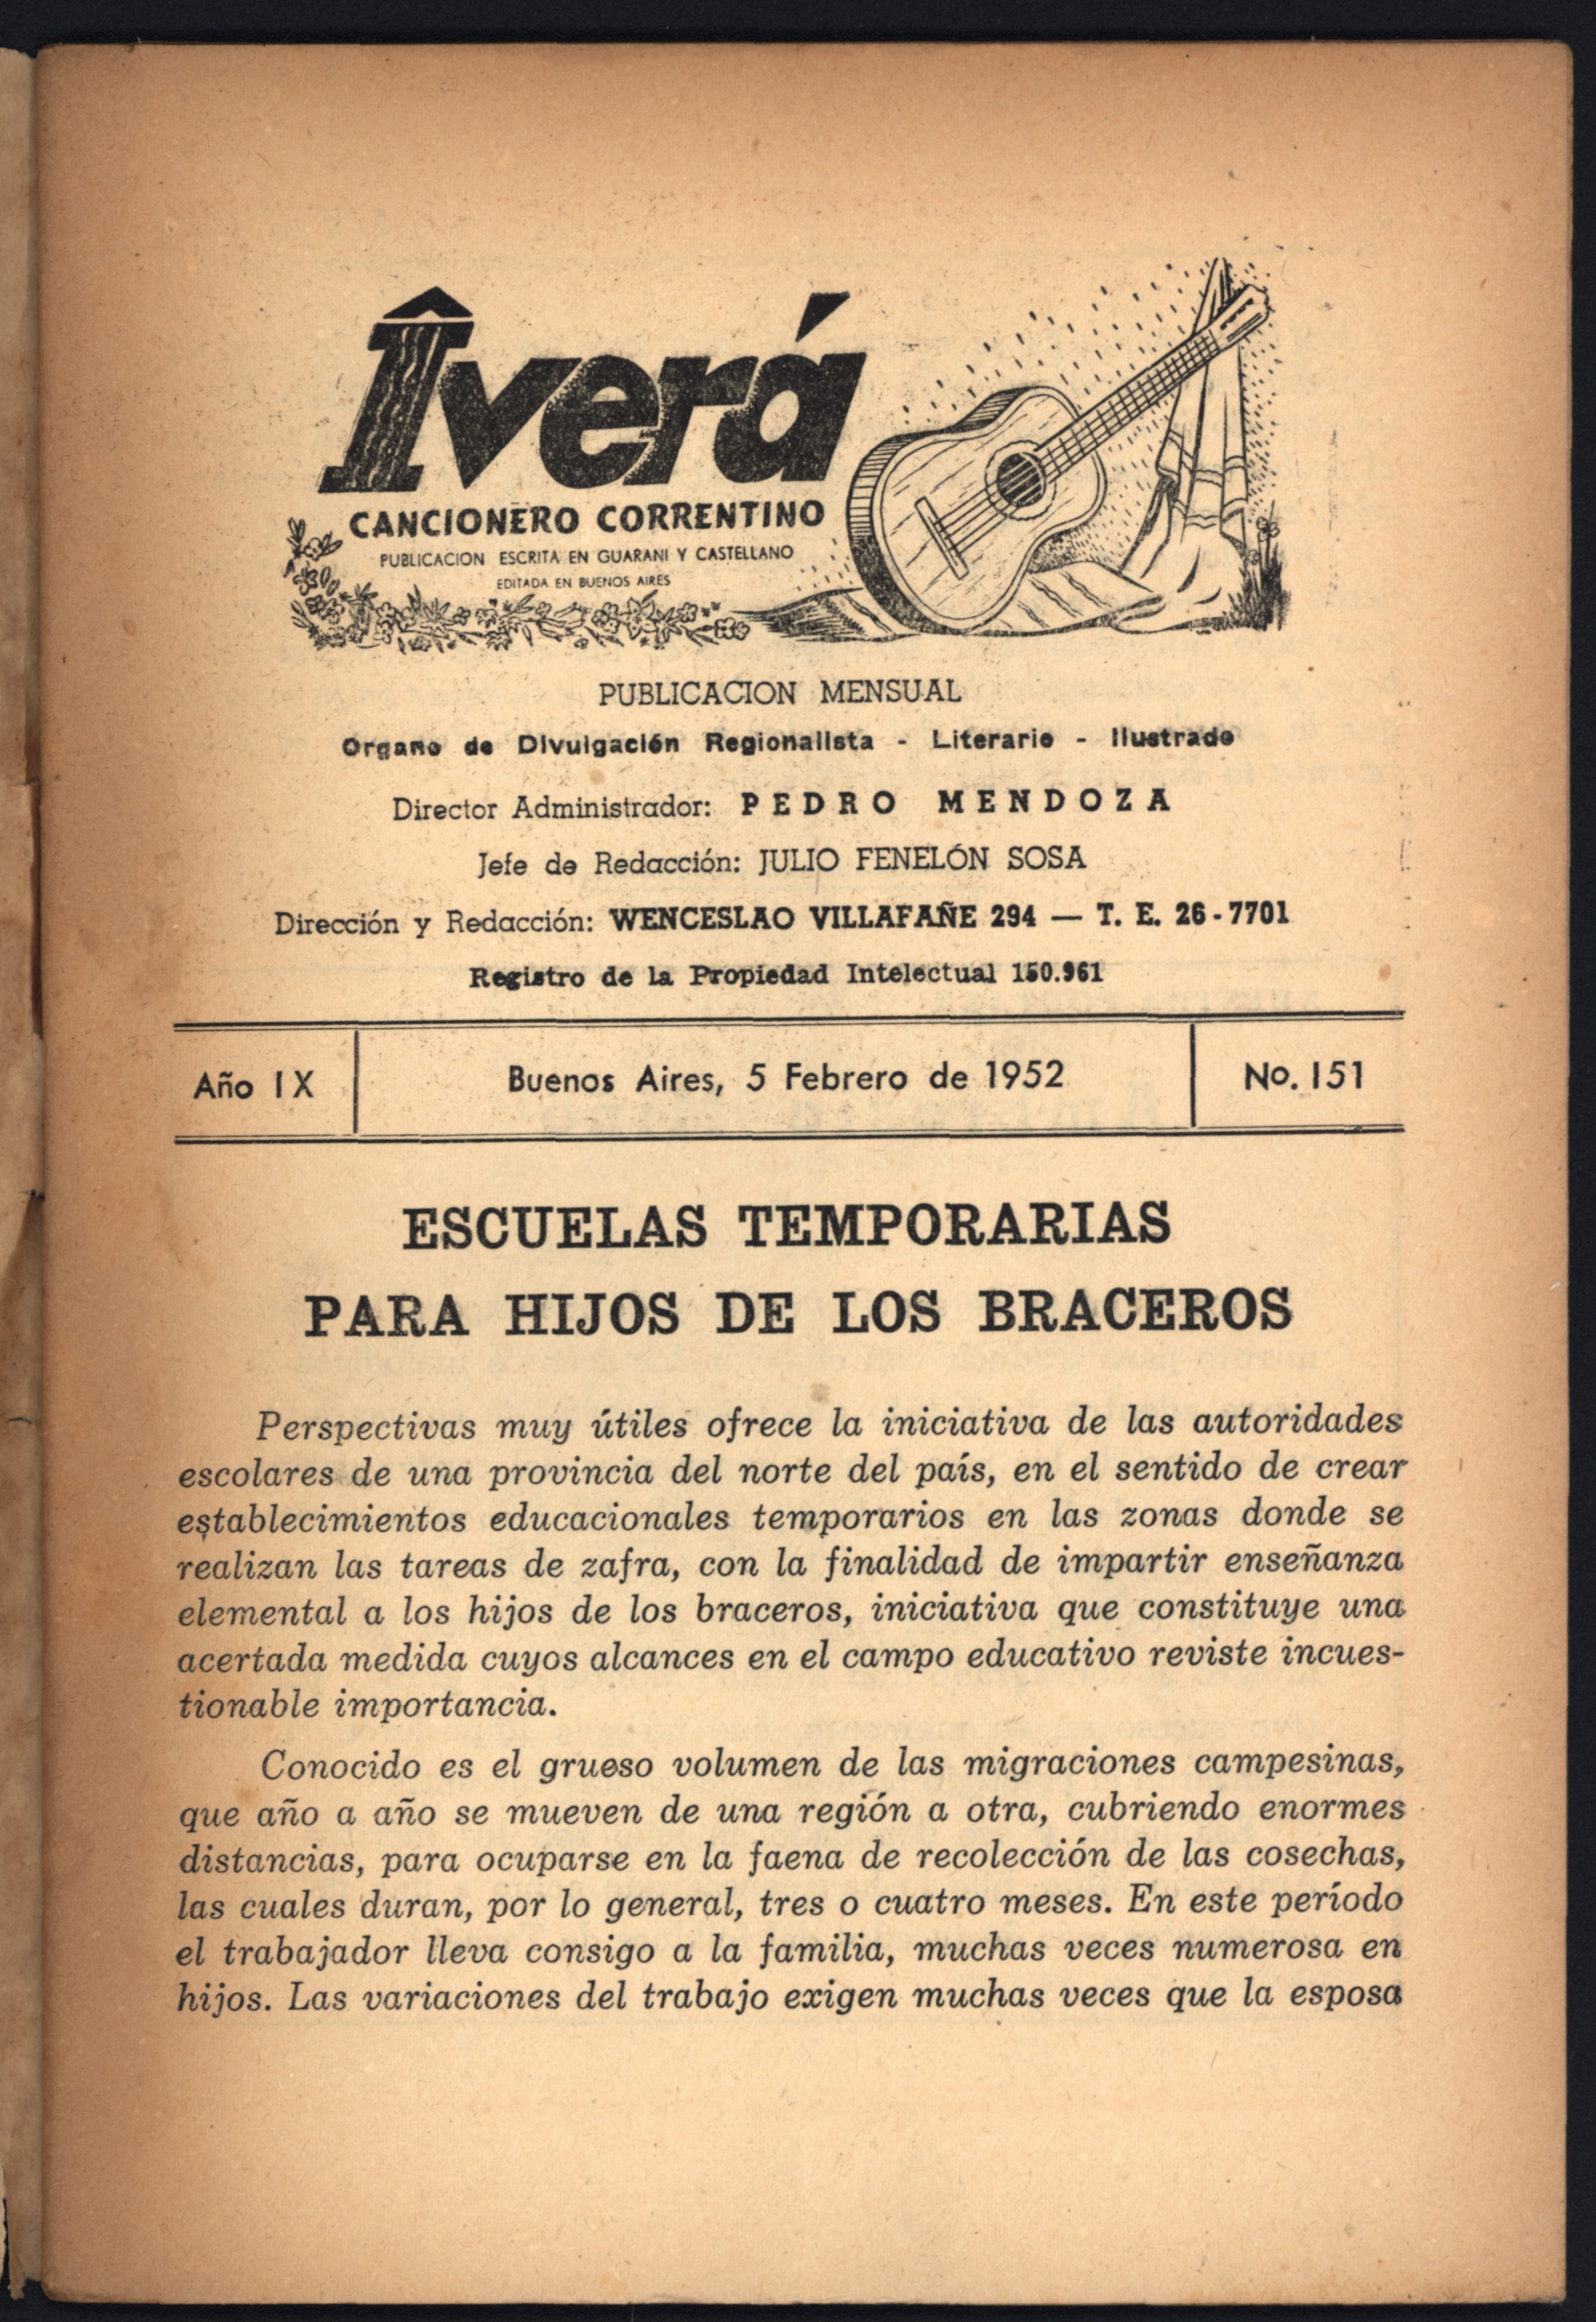 Îverá
CANCIONERO CORRENTINO
PUBLICACION ESCRITA EN GUARANI Y CASTELLANO
EDITADA EN BUENOS AIRES
PUBLICACION MENSUAL
Organo de Divulgación Regionalista - Literario - Ilustrado
Director Administrador: PEDRO MENDOZA
Jefe de Redacción: JULIO FENELÓN SOSA
Dirección y Redacción: WENCESLAO VILLAFAÑE 294 — T. E. 26-7701
Registro de la Propiedad Intelectual 150.961
Año IX
Buenos Aires, 5 Febrero de 1952
No. 151
ESCUELAS TEMPORARIAS
PARA HIJOS DE LOS BRACEROS
Perspectivas muy útiles ofrece la iniciativa de las autoridades
escolares de una provincia del norte del país, en el sentido de crear
establecimientos educacionales temporarios en las zonas donde se
realizan las tareas de zafra, con la finalidad de impartir enseñanza
elemental a los hijos de los braceros, iniciativa que constituye una
acertada medida cuyos alcances en el campo educativo reviste incues-
tionable importancia.
Conocido es el grueso volumen de las migraciones campesinas,
que año a año se mueven de una región a otra, cubriendo enormes
distancias, para ocuparse en la faena de recolección de las cosechas,
las cuales duran, por lo general, tres o cuatro meses. En este período
el trabajador lleva consigo a la familia, muchas veces numerosa en
hijos. Las variaciones del trabajo exigen muchas veces que la esposa